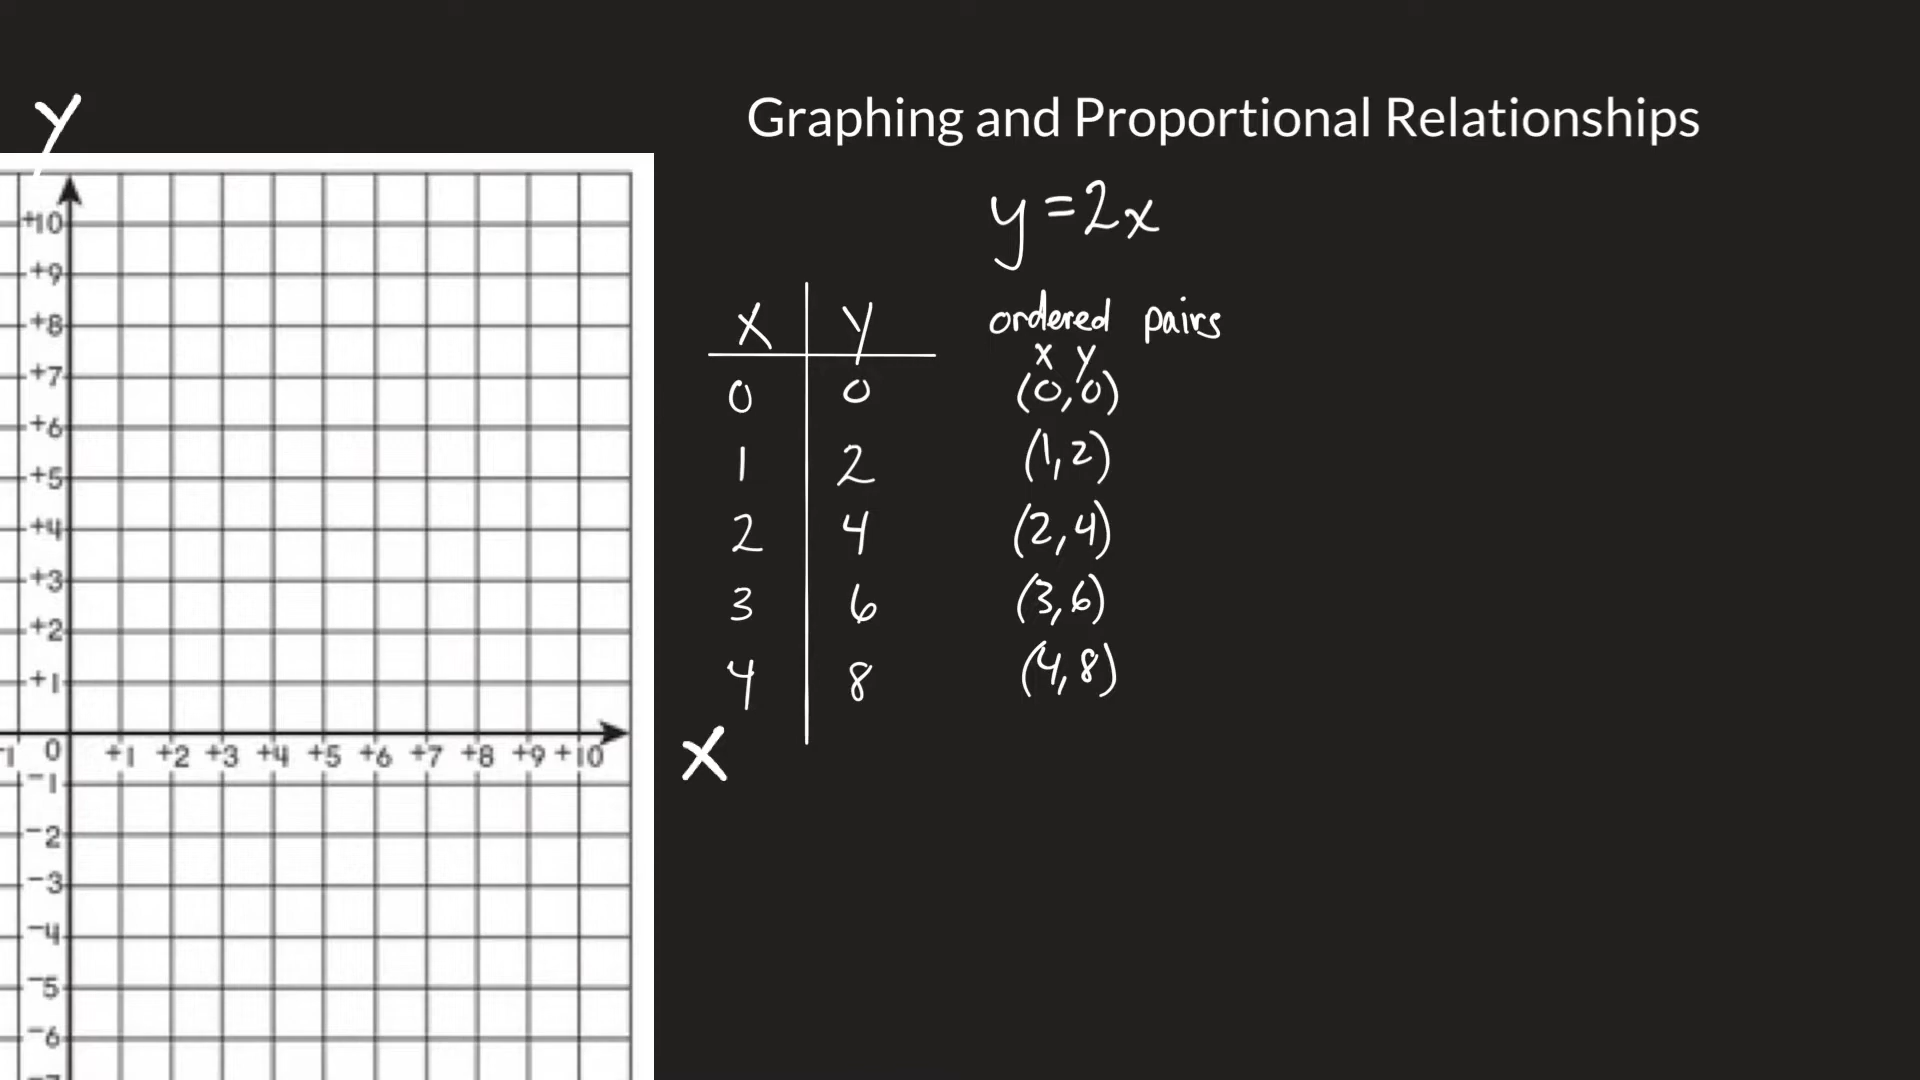 y
Graphing and Proportional Relationships
y=2x
x y ordered pairs
x y
0 0 (0,0)
1 2 (1,2)
2 4 (2,4)
3 6 (3,6)
4 8 (4,8)
x
+10
+9
+8
+7
+6
+5
+4
+3
+2
+1
-1 0 +1 +2 +3 +4 +5 +6 +7 +8 +9 +10
-1
-2
-3
-4
-5
-6